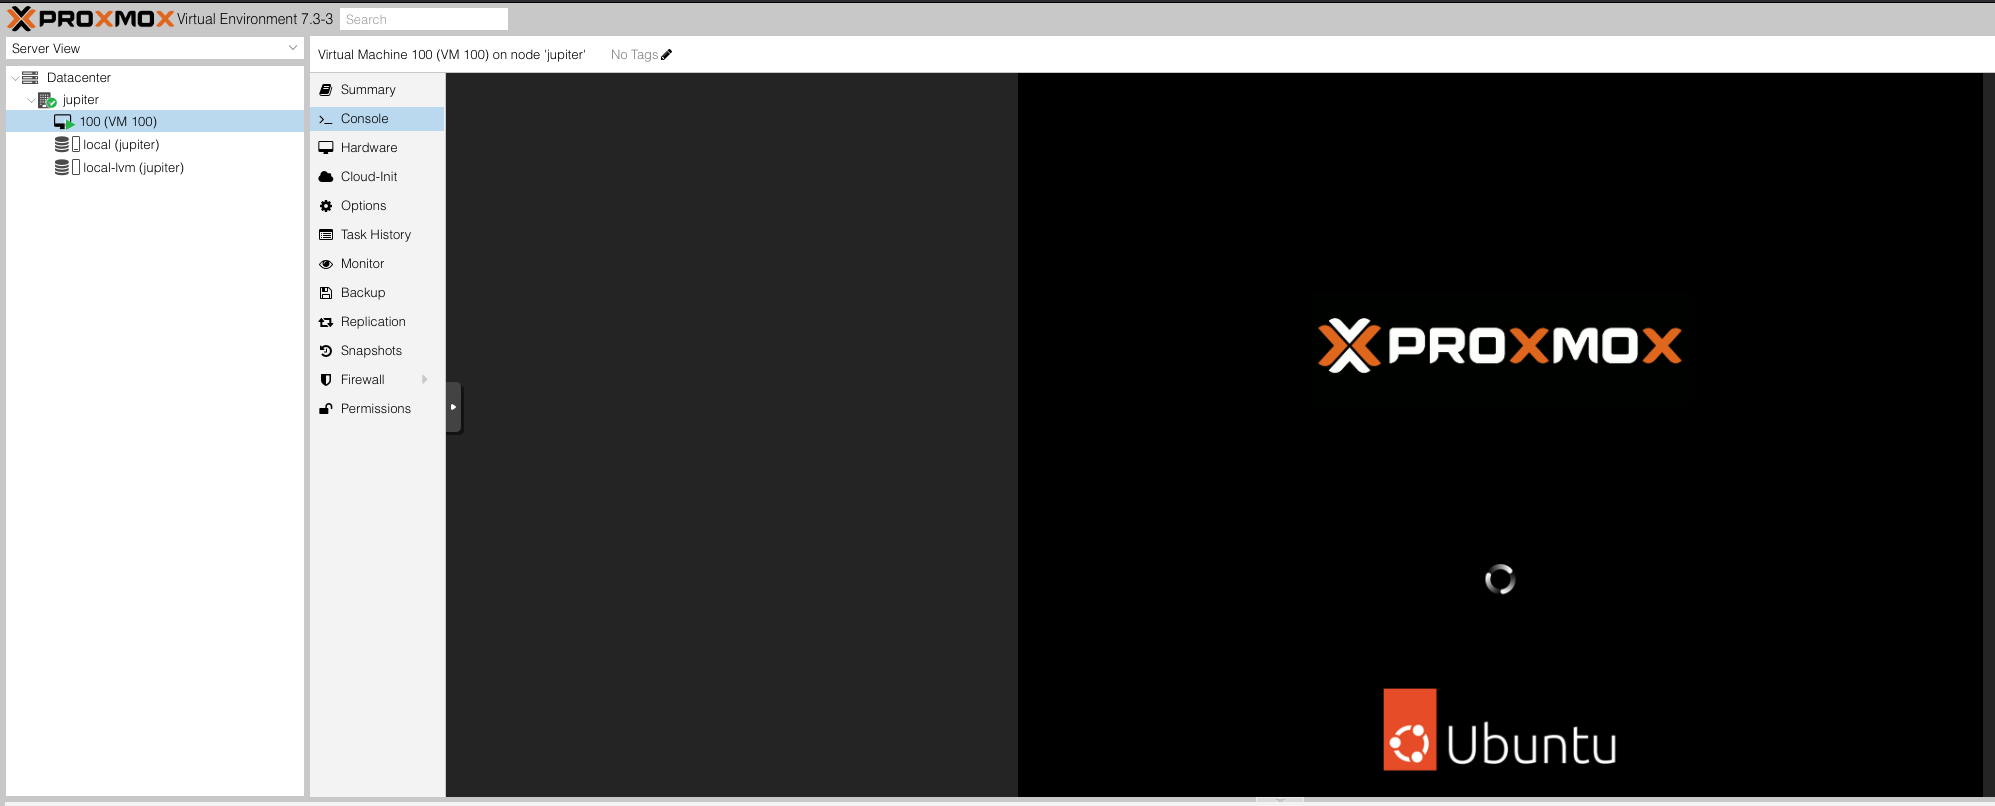 PROXMOX Virtual Environment 7.3-3 Search
Server View
Datacenter
jupiter
100 (VM 100)
local (jupiter)
local-lvm (jupiter)
Virtual Machine 100 (VM 100) on node 'jupiter' No Tags
Summary
Console
Hardware
Cloud-Init
Options
Task History
Monitor
Backup
Replication
Snapshots
Firewall
Permissions
PROXMOX
Ubuntu